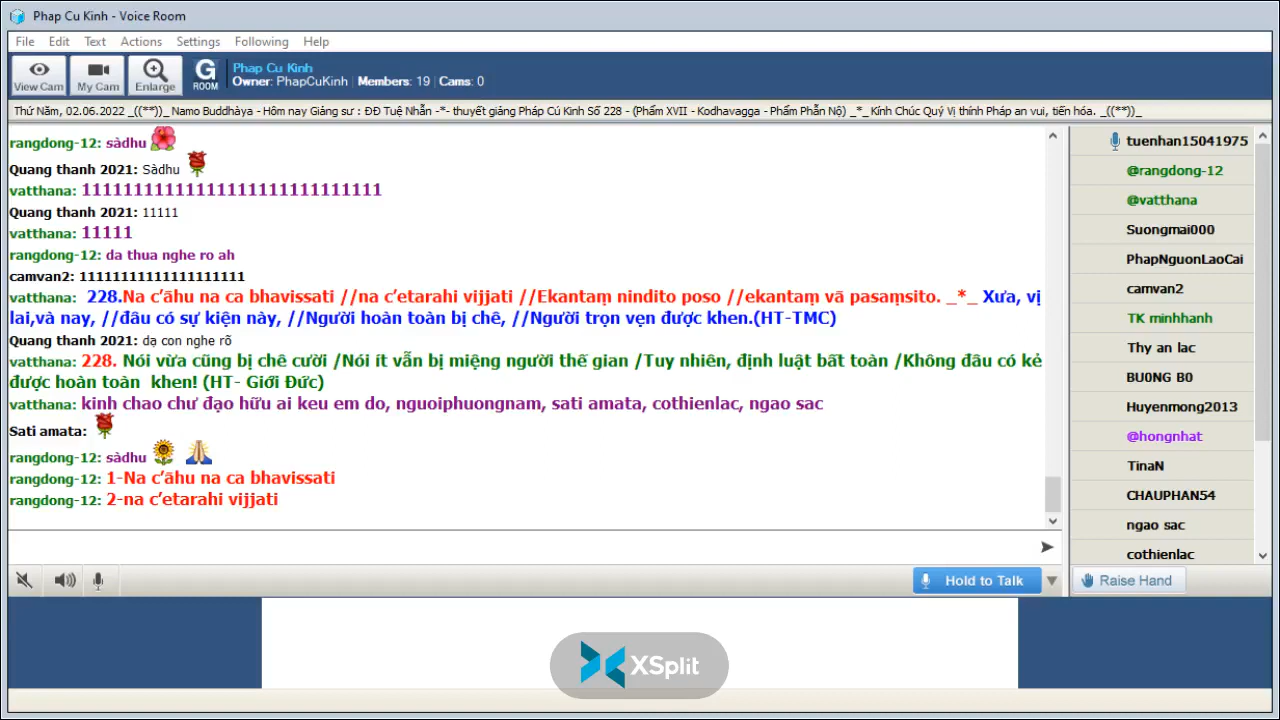 Phap Cu Kinh - Voice Room
File Edit Text Actions Settings Following Help
View Cam My Cam Enlarge G ROOM
Phap Cu Kinh
Owner: PhapCuKinh | Members: 19 | Cams: 0
Thứ Năm, 02.06.2022 _((**))_ Namo Buddhàya - Hôm nay Giảng sư : ĐĐ Tuệ Nhẫn -*- thuyết giảng Pháp Cú Kinh Số 228 - (Phẩm XVII - Kodhavagga - Phẩm Phẫn Nộ) _*_ Kính Chúc Quý Vị thính Pháp an vui, tiến hóa. _((**))_
rangdong-12: sàdhu
Quang thanh 2021: Sàdhu
vatthana: 11111111111111111111111111111
Quang thanh 2021: 11111
vatthana: 11111
rangdong-12: da thua nghe ro ah
camvan2: 11111111111111111111
vatthana: 228.Na c’āhu na ca bhavissati //na c’etarahi vijjati //Ekantaṃ nindito poso //ekantaṃ vā pasaṃsito. _*_ Xưa, vị
lai,và nay, //đâu có sự kiện này, //Người hoàn toàn bị chê, //Người trọn vẹn được khen.(HT-TMC)
Quang thanh 2021: dạ con nghe rõ
vatthana: 228. Nói vừa cũng bị chê cười /Nói ít vẫn bị miệng người thế gian /Tuy nhiên, định luật bất toàn /Không đâu có kẻ
được hoàn toàn khen! (HT- Giới Đức)
vatthana: kinh chao chư đạo hữu ai keu em do, nguoiphuongnam, sati amata, cothienlac, ngao sac
Sati amata:
rangdong-12: sàdhu
rangdong-12: 1-Na c’āhu na ca bhavissati
rangdong-12: 2-na c’etarahi vijjati
tuenhan15041975
@rangdong-12
@vatthana
Suongmai000
PhapNguonLaoCai
camvan2
TK minhhanh
Thy an lac
BU0NG B0
Huyenmong2013
@hongnhat
TinaN
CHAUPHAN54
ngao sac
cothienlac
Hold to Talk
Raise Hand
XSplit